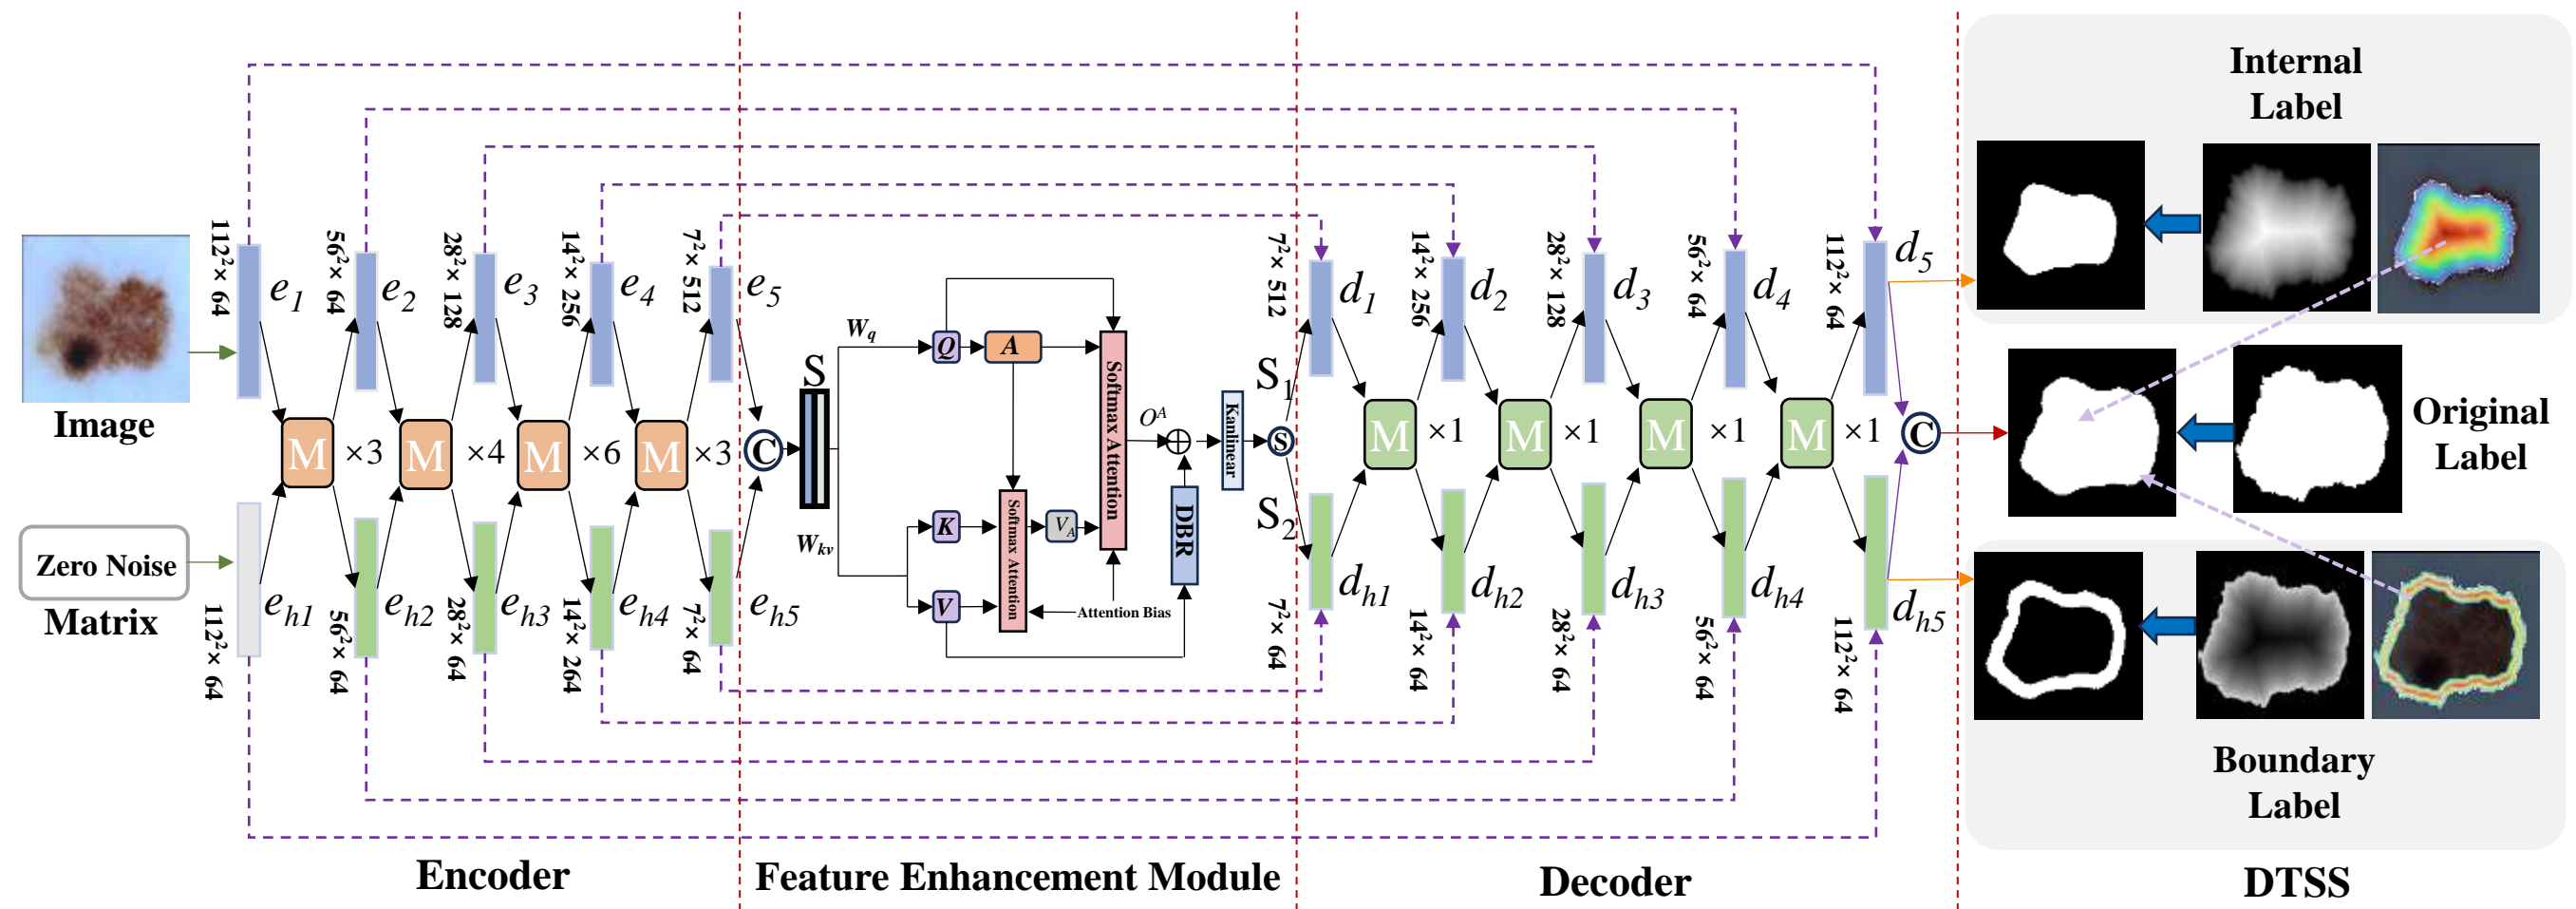 Image
Zero Noise
Matrix
112²× 64
e1
56²× 64
e2
28²× 128
e3
14²× 256
e4
7²× 512
e5
M
×3
M
×4
M
×6
M
×3
C
112²× 64
eh1
56²× 64
eh2
28²× 64
eh3
14²× 264
eh4
7²× 64
eh5
Encoder
S
Wq
Wkv
Q
A
K
V
Softmax Attention
VA
Softmax Attention
Attention Bias
OA
DBR
Kanlinear
S
Feature Enhancement Module
S1
S2
7²× 512
d1
14²× 256
d2
28²× 128
d3
56²× 64
d4
112²× 64
d5
M
×1
M
×1
M
×1
M
×1
C
7²× 64
dh1
14²× 64
dh2
28²× 64
dh3
56²× 64
dh4
112²× 64
dh5
Decoder
Internal
Label
Original
Label
Boundary
Label
DTSS